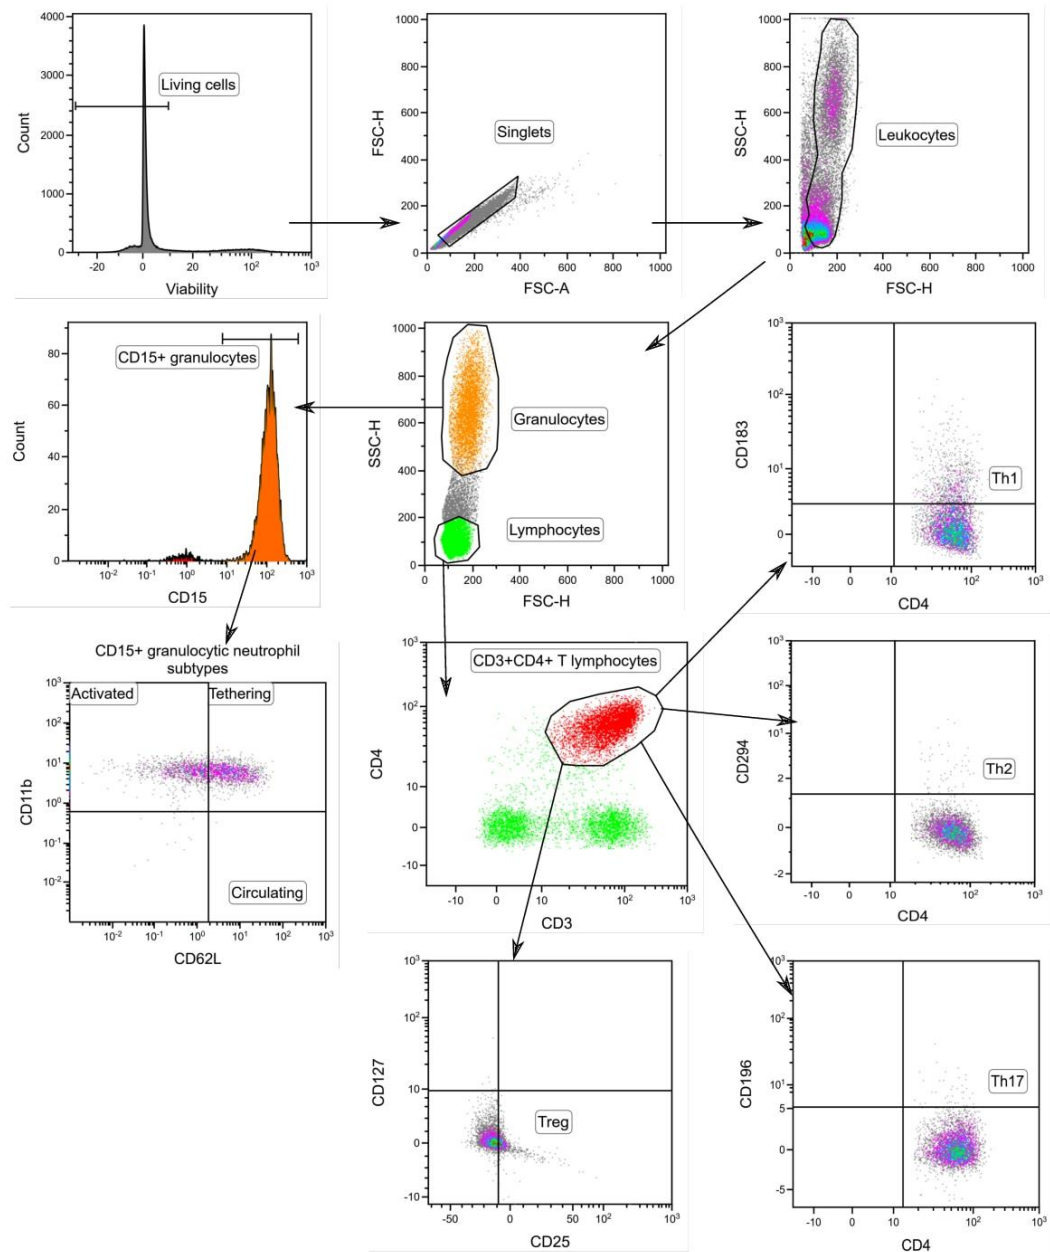 4000
3000
2000
1000
0
Count
Living cells
-20 0 20 10² 10³
Viability
1000
800
600
400
200
0
FSC-H
Singlets
0 200 400 600 800 1000
FSC-A
1000
800
600
400
200
0
SSC-H
Leukocytes
0 200 400 600 800 1000
FSC-H
80
60
40
20
0
Count
CD15+ granulocytes
10⁻² 10⁻¹ 10⁰ 10¹ 10² 10³
CD15
1000
800
600
400
200
0
SSC-H
Granulocytes
Lymphocytes
0 200 400 600 800 1000
FSC-H
10³
10²
10¹
0
CD183
Th1
-10 0 10 10² 10³
CD4
CD15+ granulocytic neutrophil
subtypes
Activated
Tethering
10³
10²
10¹
10⁰
10⁻¹
10⁻²
CD11b
Circulating
10⁻² 10⁻¹ 10⁰ 10¹ 10² 10³
CD62L
10³
10²
10
0
-10
CD4
CD3+CD4+ T lymphocytes
-10 0 10 10² 10³
CD3
10³
10²
10¹
2
0
-2
CD294
Th2
-10 0 10 10² 10³
CD4
10³
10²
10
0
-10
CD127
Treg
-50 0 50 10² 10³
CD25
10³
10²
10¹
5
0
-5
CD196
Th17
-10 0 10 10² 10³
CD4